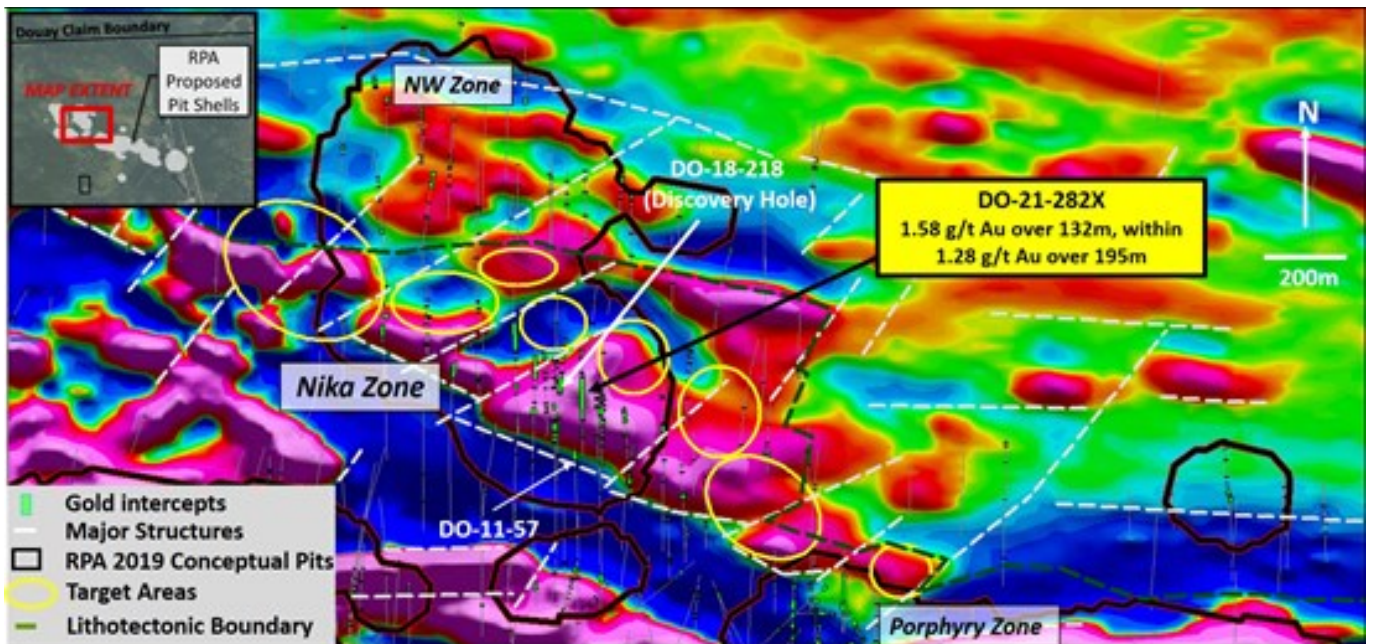 Douay Claim Boundary
RPA
Proposed
Pit Shells
MAP EXTENT
NW Zone
N
DO-18-218
(Discovery Hole)
DO-21-282X
1.58 g/t Au over 132m, within
1.28 g/t Au over 195m
200m
Nika Zone
DO-11-57
Gold intercepts
Major Structures
RPA 2019 Conceptual Pits
Target Areas
Lithotectonic Boundary
Porphyry Zone